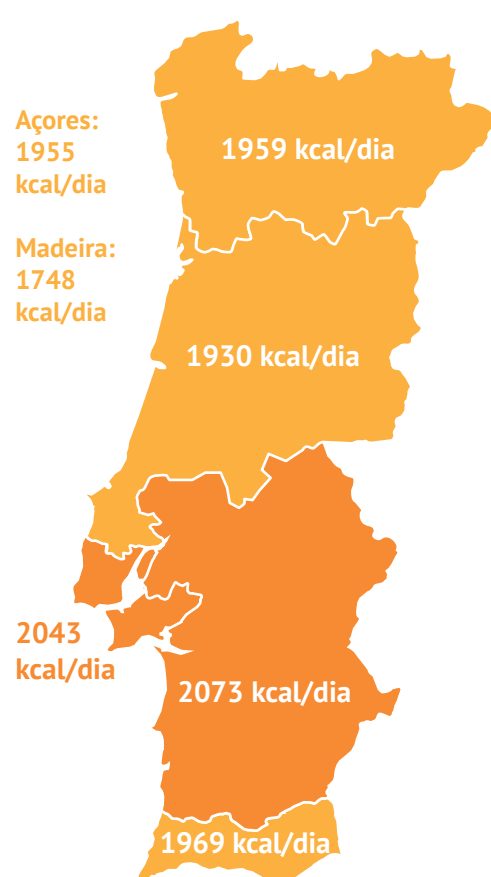 Açores:
1955
kcal/dia
1959 kcal/dia
Madeira:
1748
kcal/dia
1930 kcal/dia
2043
kcal/dia
2073 kcal/dia
1969 kcal/dia